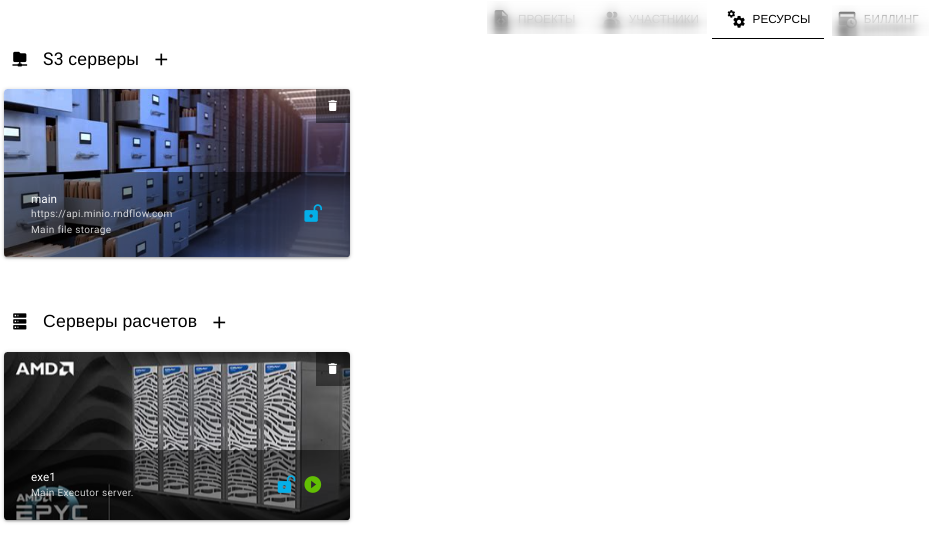 ПРОЕКТЫ УЧАСТНИКИ РЕСУРСЫ БИЛЛИНГ
S3 серверы +
main
https://api.minio.rndflow.com
Main file storage
Серверы расчетов +
AMD
exe1
Main Executor server.
AMD
EPYC